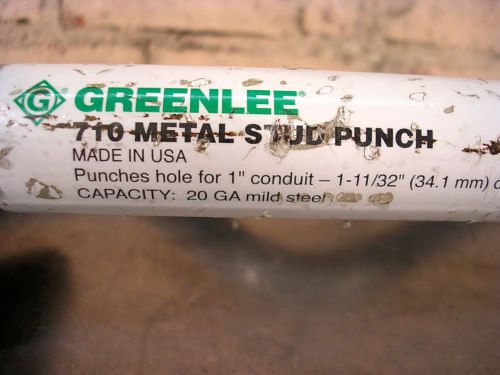 G GREENLEE®
710 METAL STUD PUNCH
MADE IN USA
Punches hole for 1" conduit – 1-11/32" (34.1 mm)
CAPACITY: 20 GA mild steel